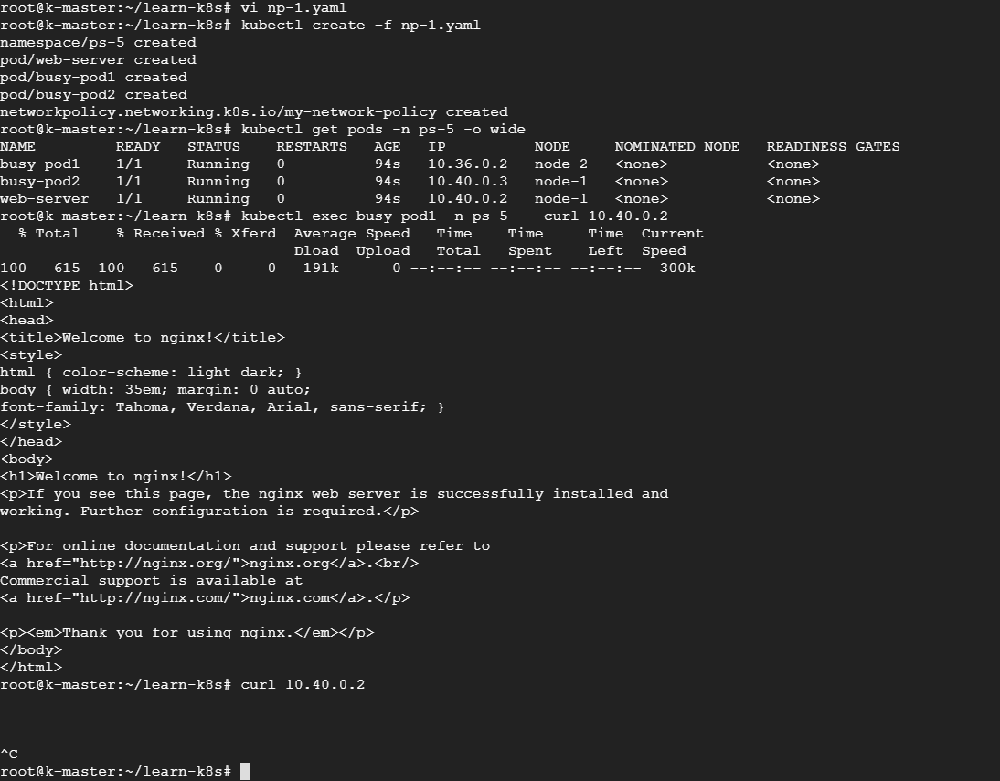 root@k-master:~/learn-k8s# vi np-1.yaml
root@k-master:~/learn-k8s# kubectl create -f np-1.yaml
namespace/ps-5 created
pod/web-server created
pod/busy-pod1 created
pod/busy-pod2 created
networkpolicy.networking.k8s.io/my-network-policy created
root@k-master:~/learn-k8s# kubectl get pods -n ps-5 -o wide
NAME         READY   STATUS    RESTARTS   AGE   IP          NODE     NOMINATED NODE   READINESS GATES
busy-pod1    1/1     Running   0          94s   10.36.0.2   node-2   <none>           <none>
busy-pod2    1/1     Running   0          94s   10.40.0.3   node-1   <none>           <none>
web-server   1/1     Running   0          94s   10.40.0.2   node-1   <none>           <none>
root@k-master:~/learn-k8s# kubectl exec busy-pod1 -n ps-5 -- curl 10.40.0.2
  % Total    % Received % Xferd  Average Speed   Time    Time     Time  Current
                                 Dload  Upload   Total   Spent    Left  Speed
100   615  100   615    0     0   191k      0 --:--:-- --:--:-- --:--:--  300k
<!DOCTYPE html>
<html>
<head>
<title>Welcome to nginx!</title>
<style>
html { color-scheme: light dark; }
body { width: 35em; margin: 0 auto;
font-family: Tahoma, Verdana, Arial, sans-serif; }
</style>
</head>
<body>
<h1>Welcome to nginx!</h1>
<p>If you see this page, the nginx web server is successfully installed and
working. Further configuration is required.</p>

<p>For online documentation and support please refer to
<a href="http://nginx.org/">nginx.org</a>.<br/>
Commercial support is available at
<a href="http://nginx.com/">nginx.com</a>.</p>

<p><em>Thank you for using nginx.</em></p>
</body>
</html>
root@k-master:~/learn-k8s# curl 10.40.0.2



^C
root@k-master:~/learn-k8s#